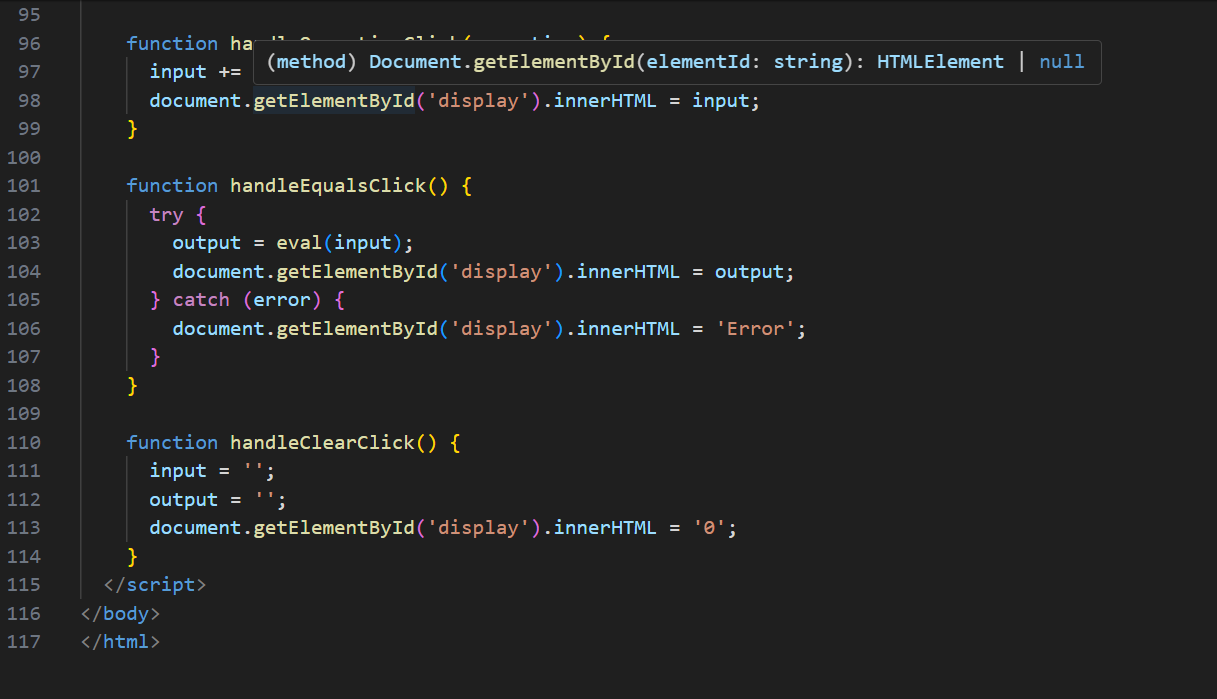 95
96 function
(method) Document.getElementById(elementId: string): HTMLElement | null
97 input +=
98 document.getElementById('display').innerHTML = input;
99 }
100
101 function handleEqualsClick() {
102 try {
103 output = eval(input);
104 document.getElementById('display').innerHTML = output;
105 } catch (error) {
106 document.getElementById('display').innerHTML = 'Error';
107 }
108 }
109
110 function handleClearClick() {
111 input = '';
112 output = '';
113 document.getElementById('display').innerHTML = '0';
114 }
115 </script>
116 </body>
117 </html>